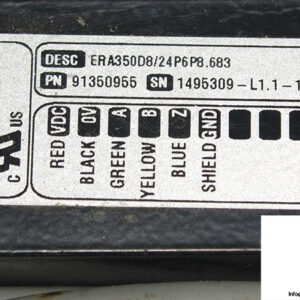 DESC ERA350D8/24P6P8.683
PN 91350955 SN 1495309-L1.1-1
C UL US
RED VDC
BLACK 0V
GREEN A
YELLOW B
BLUE Z
SHIELD GND